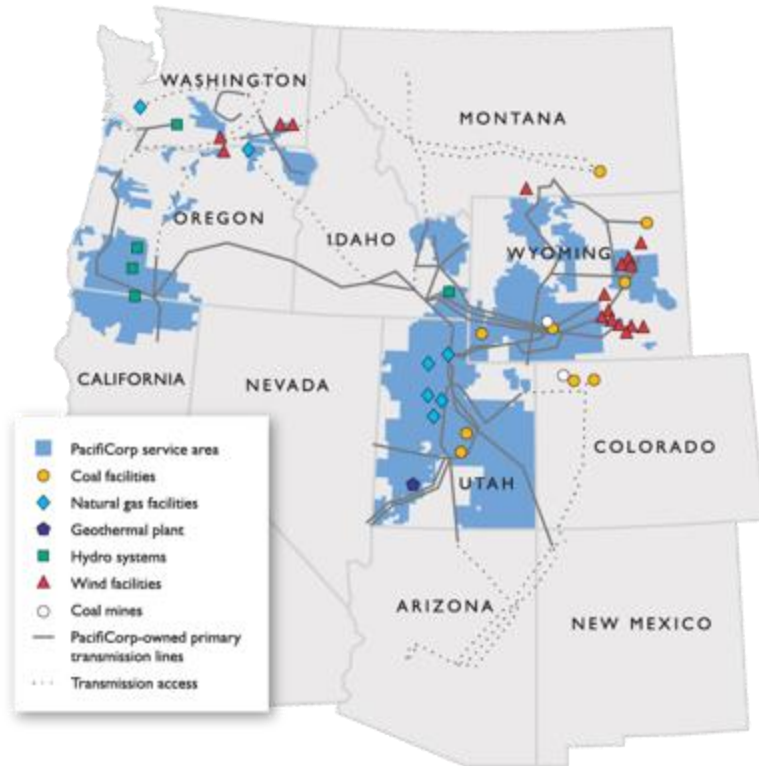 WASHINGTON
MONTANA
OREGON
IDAHO
WYOMING
CALIFORNIA
NEVADA
COLORADO
UTAH
ARIZONA
NEW MEXICO
PacifiCorp service area
Coal facilities
Natural gas facilities
Geothermal plant
Hydro systems
Wind facilities
Coal mines
PacifiCorp-owned primary
transmission lines
Transmission access